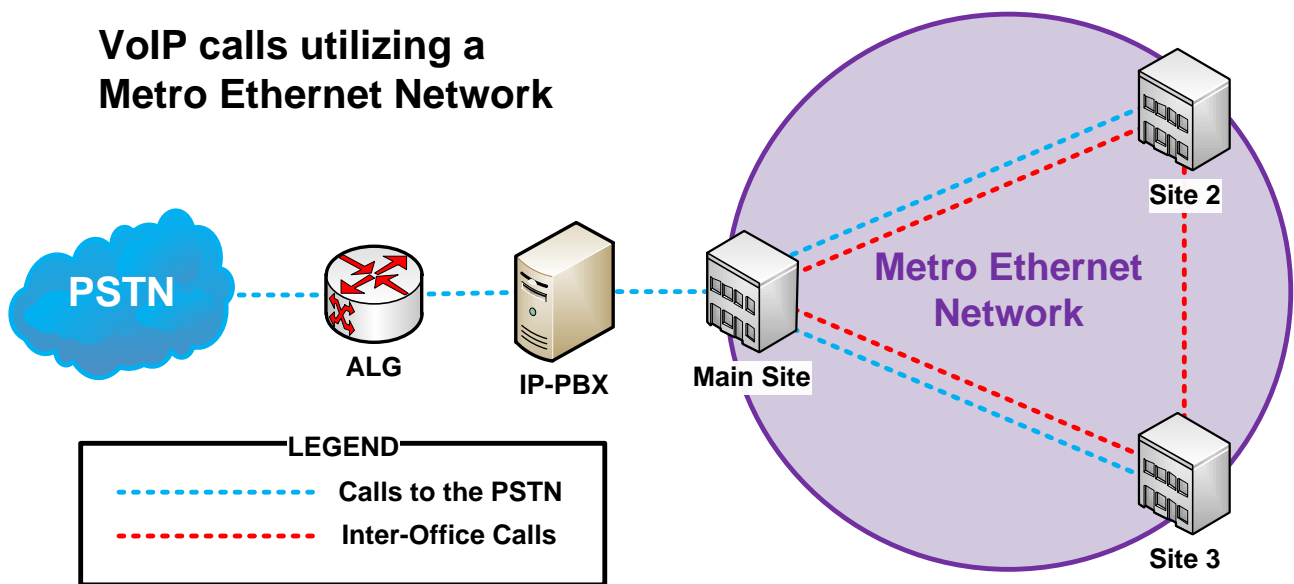 VoIP calls utilizing a
Metro Ethernet Network
PSTN
ALG
IP-PBX
Main Site
Site 2
Metro Ethernet
Network
Site 3
LEGEND
Calls to the PSTN
Inter-Office Calls